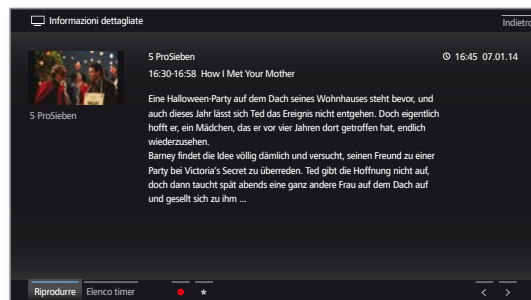 Informazioni dettagliate
Indietro
5 ProSieben
16:45 07.01.14
16:30-16:58 How I Met Your Mother
5 ProSieben
Eine Halloween-Party auf dem Dach seines Wohnhauses steht bevor, und
auch dieses Jahr lässt sich Ted das Ereignis nicht entgehen. Doch eigentlich
hofft er, ein Mädchen, das er vor vier Jahren dort getroffen hat, endlich
wiederzusehen.
Barney findet die Idee völlig dämlich und versucht, seinen Freund zu einer
Party bei Victoria's Secret zu überreden. Ted gibt die Hoffnung nicht auf,
doch dann taucht spät abends eine ganz andere Frau auf dem Dach auf
und gesellt sich zu ihm ...
Riprodurre Elenco timer